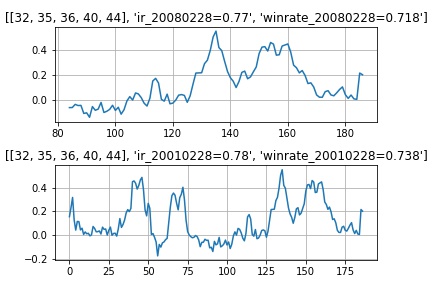 [[32, 35, 36, 40, 44], 'ir_20080228=0.77', 'winrate_20080228=0.718']
0.4
0.2
0.0
80 100 120 140 160 180
[[32, 35, 36, 40, 44], 'ir_20010228=0.78', 'winrate_20010228=0.738']
0.4
0.2
0.0
−0.2
0 25 50 75 100 125 150 175